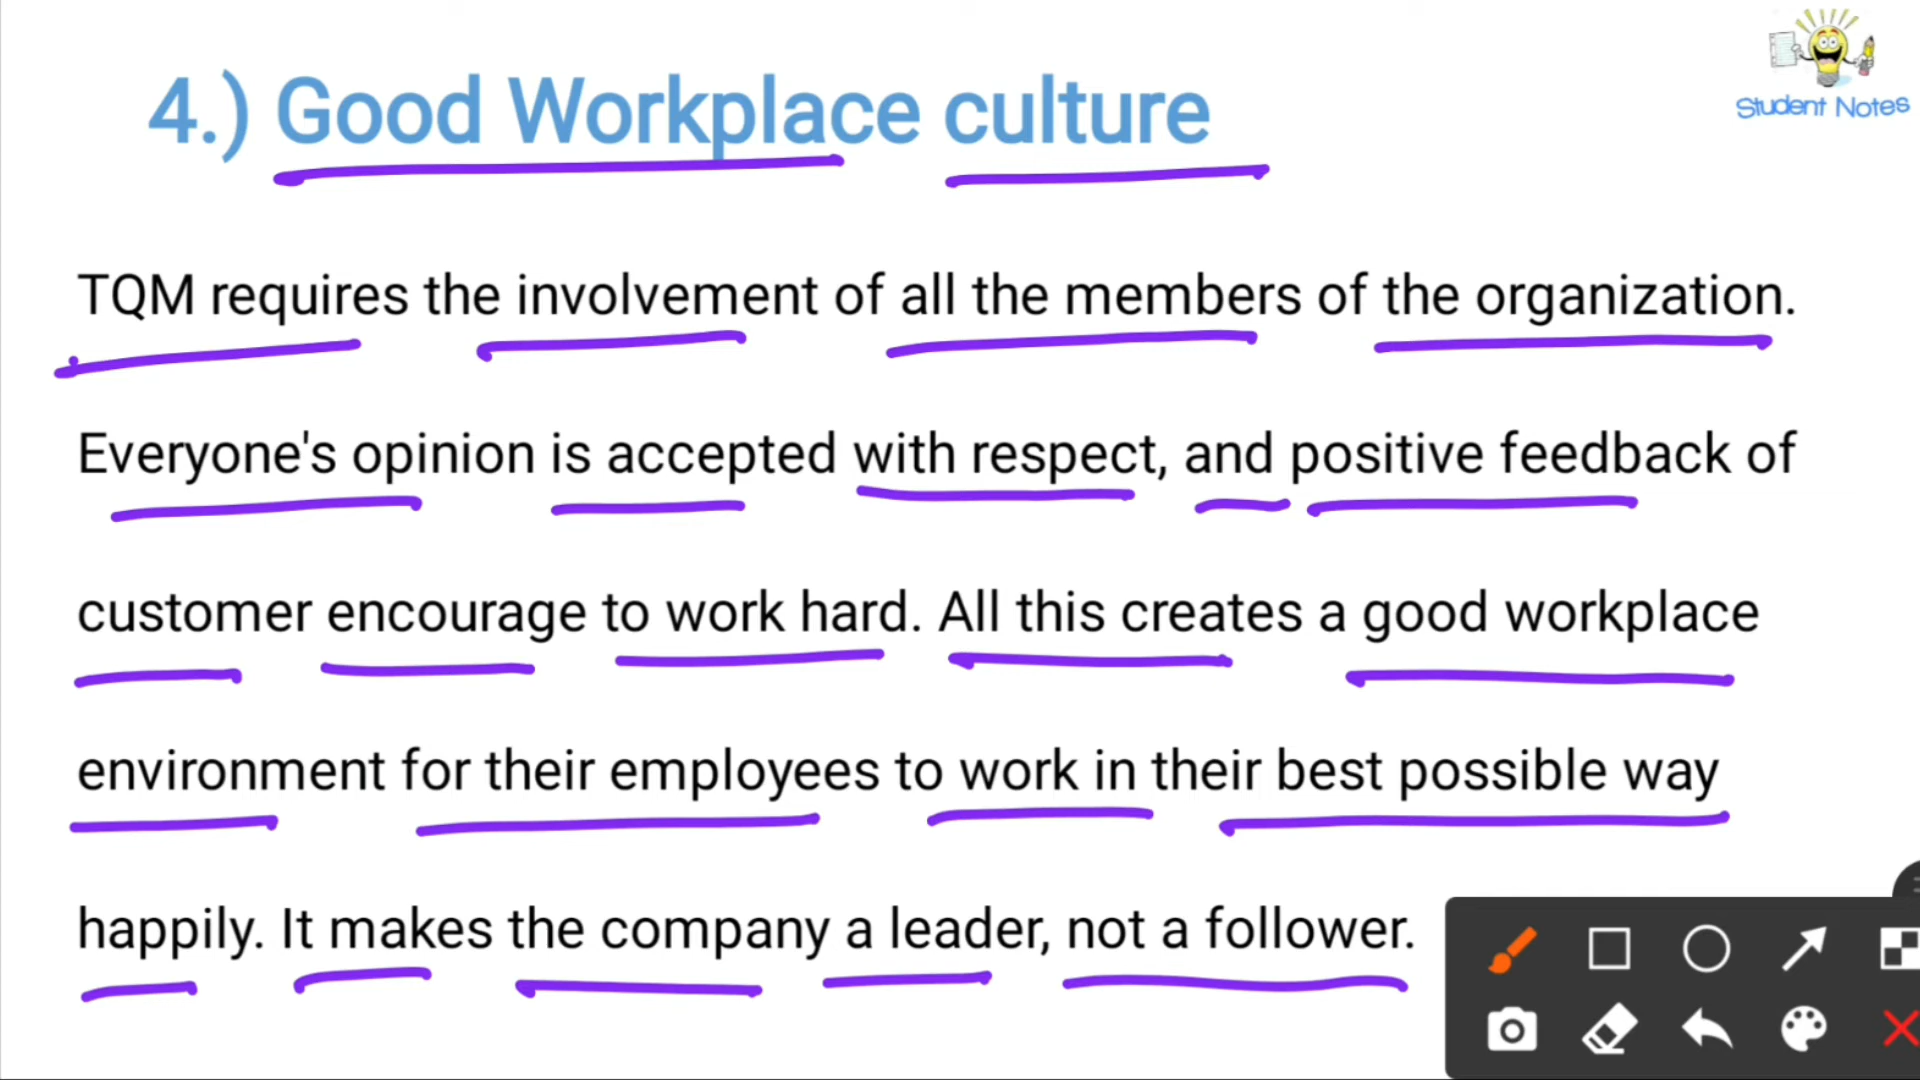 4.) Good Workplace culture
Student Notes
TQM requires the involvement of all the members of the organization.
Everyone's opinion is accepted with respect, and positive feedback of
customer encourage to work hard. All this creates a good workplace
environment for their employees to work in their best possible way
happily. It makes the company a leader, not a follower.